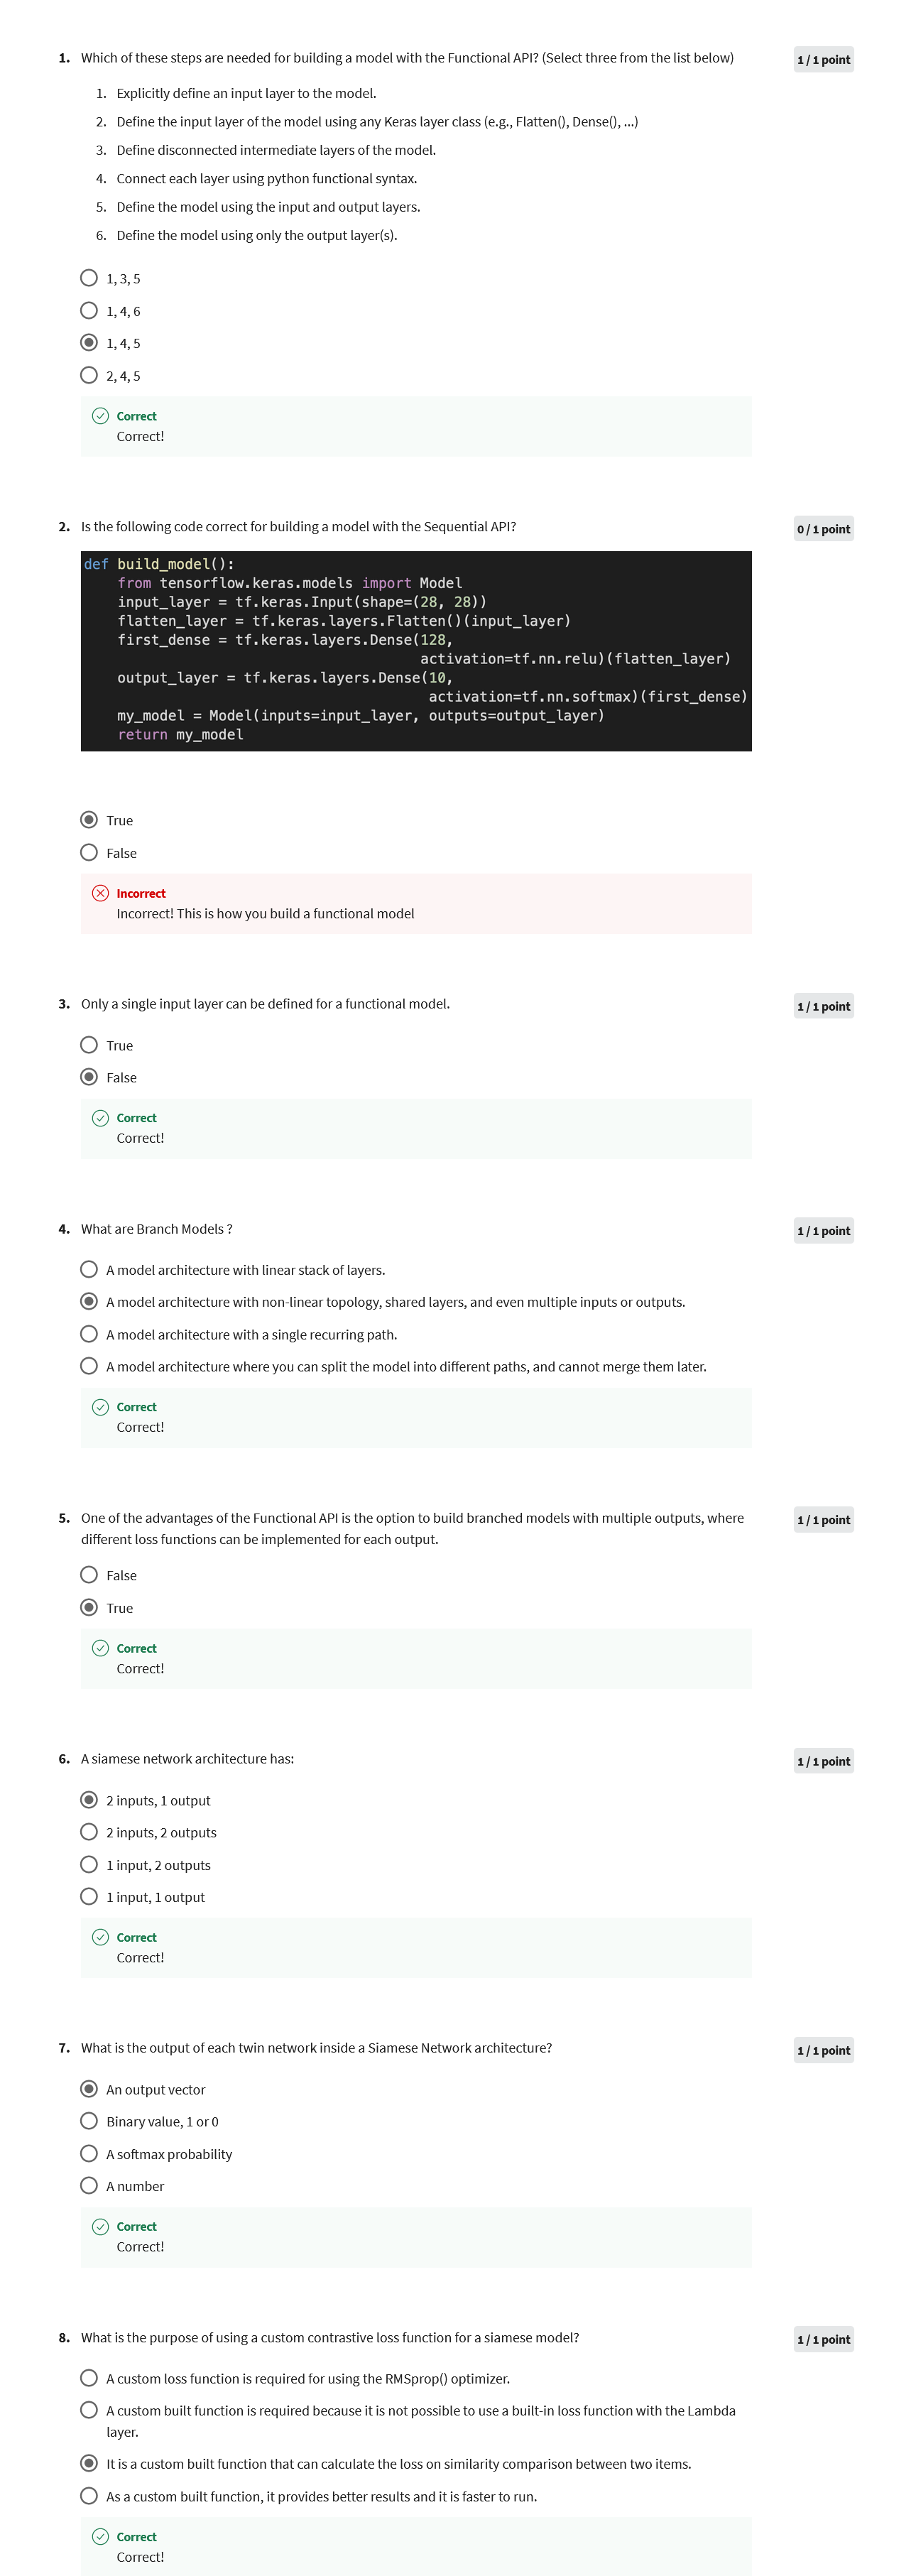 1. Which of these steps are needed for building a model with the Functional API? (Select three from the list below)
1 / 1 point
1. Explicitly define an input layer to the model.
2. Define the input layer of the model using any Keras layer class (e.g., Flatten(), Dense(), ...)
3. Define disconnected intermediate layers of the model.
4. Connect each layer using python functional syntax.
5. Define the model using the input and output layers.
6. Define the model using only the output layer(s).
1, 3, 5
1, 4, 6
1, 4, 5
2, 4, 5
Correct
Correct!
2. Is the following code correct for building a model with the Sequential API?
0 / 1 point
def build_model():
    from tensorflow.keras.models import Model
    input_layer = tf.keras.Input(shape=(28, 28))
    flatten_layer = tf.keras.layers.Flatten()(input_layer)
    first_dense = tf.keras.layers.Dense(128,
                                        activation=tf.nn.relu)(flatten_layer)
    output_layer = tf.keras.layers.Dense(10,
                                         activation=tf.nn.softmax)(first_dense)
    my_model = Model(inputs=input_layer, outputs=output_layer)
    return my_model
True
False
Incorrect
Incorrect! This is how you build a functional model
3. Only a single input layer can be defined for a functional model.
1 / 1 point
True
False
Correct
Correct!
4. What are Branch Models ?
1 / 1 point
A model architecture with linear stack of layers.
A model architecture with non-linear topology, shared layers, and even multiple inputs or outputs.
A model architecture with a single recurring path.
A model architecture where you can split the model into different paths, and cannot merge them later.
Correct
Correct!
5. One of the advantages of the Functional API is the option to build branched models with multiple outputs, where
different loss functions can be implemented for each output.
1 / 1 point
False
True
Correct
Correct!
6. A siamese network architecture has:
1 / 1 point
2 inputs, 1 output
2 inputs, 2 outputs
1 input, 2 outputs
1 input, 1 output
Correct
Correct!
7. What is the output of each twin network inside a Siamese Network architecture?
1 / 1 point
An output vector
Binary value, 1 or 0
A softmax probability
A number
Correct
Correct!
8. What is the purpose of using a custom contrastive loss function for a siamese model?
1 / 1 point
A custom loss function is required for using the RMSprop() optimizer.
A custom built function is required because it is not possible to use a built-in loss function with the Lambda
layer.
It is a custom built function that can calculate the loss on similarity comparison between two items.
As a custom built function, it provides better results and it is faster to run.
Correct
Correct!